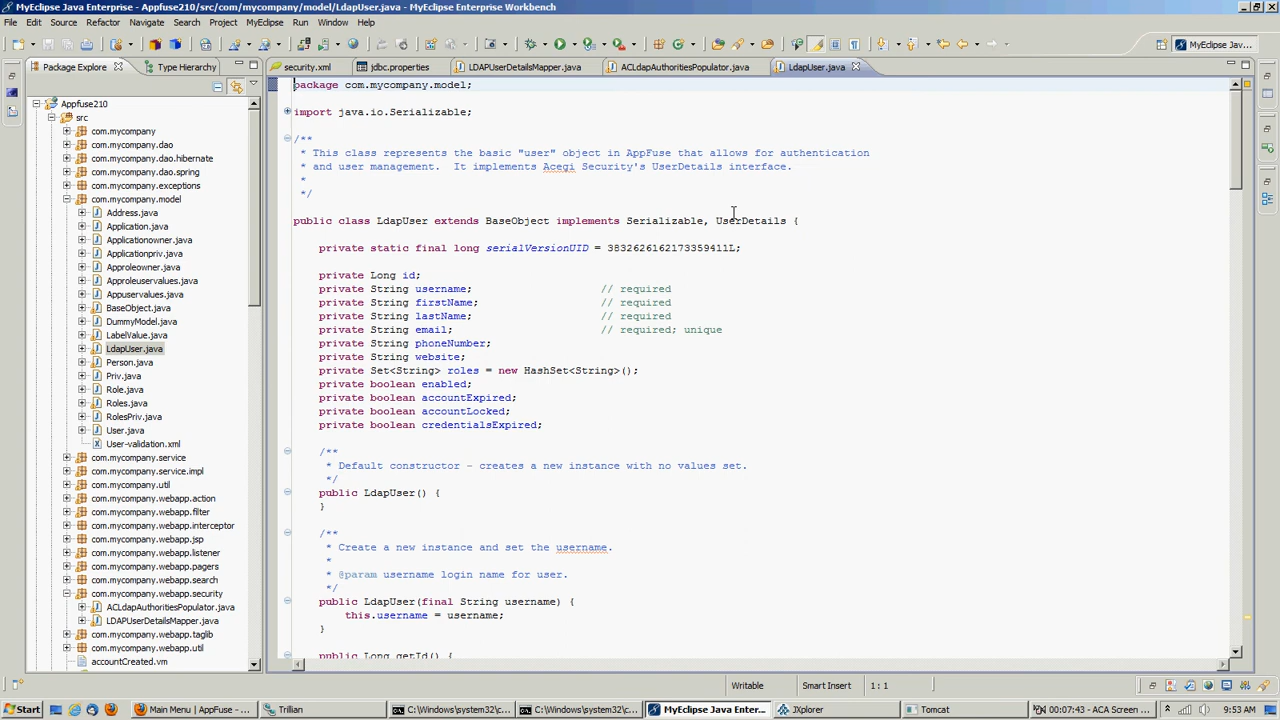 MyEclipse Java Enterprise - Appfuse210/src/com/mycompany/model/LdapUser.java - MyEclipse Enterprise Workbench
File Edit Source Refactor Navigate Search Project MyEclipse Run Window Help
MyEclipse Jav...
Package Explore Type Hierarchy
security.xml jdbc.properties LDAPUserDetailsMapper.java ACLdapAuthoritiesPopulator.java LdapUser.java
Appfuse210
src
com.mycompany
com.mycompany.dao
com.mycompany.dao.hibernate
com.mycompany.dao.spring
com.mycompany.exceptions
com.mycompany.model
Address.java
Application.java
Applicationowner.java
Applicationpriv.java
Approleowner.java
Approleuservalues.java
Appuservalues.java
BaseObject.java
DummyModel.java
LabelValue.java
LdapUser.java
Person.java
Priv.java
Role.java
Roles.java
RolesPriv.java
User.java
User-validation.xml
com.mycompany.service
com.mycompany.service.impl
com.mycompany.util
com.mycompany.webapp.action
com.mycompany.webapp.filter
com.mycompany.webapp.interceptor
com.mycompany.webapp.jsp
com.mycompany.webapp.listener
com.mycompany.webapp.pagers
com.mycompany.webapp.search
com.mycompany.webapp.security
ACLdapAuthoritiesPopulator.java
LDAPUserDetailsMapper.java
com.mycompany.webapp.taglib
com.mycompany.webapp.util
accountCreated.vm
package com.mycompany.model;
import java.io.Serializable;
/**
* This class represents the basic "user" object in AppFuse that allows for authentication
* and user management. It implements Acegi Security's UserDetails interface.
*
*/
public class LdapUser extends BaseObject implements Serializable, UserDetails {
private static final long serialVersionUID = 3832626162173359411L;
private Long id;
private String username; // required
private String firstName; // required
private String lastName; // required
private String email; // required; unique
private String phoneNumber;
private String website;
private Set<String> roles = new HashSet<String>();
private boolean enabled;
private boolean accountExpired;
private boolean accountLocked;
private boolean credentialsExpired;
/**
* Default constructor - creates a new instance with no values set.
*/
public LdapUser() {
}
/**
* Create a new instance and set the username.
*
* @param username login name for user.
*/
public LdapUser(final String username) {
this.username = username;
}
public Long getId() {
Writable Smart Insert 1 : 1
Start Main Menu | AppFuse - ... Trillian C:\Windows\system32\c... C:\Windows\system32\c... MyEclipse Java Enter... JXplorer Tomcat 00:07:43 - ACA Screen ... 9:53 AM